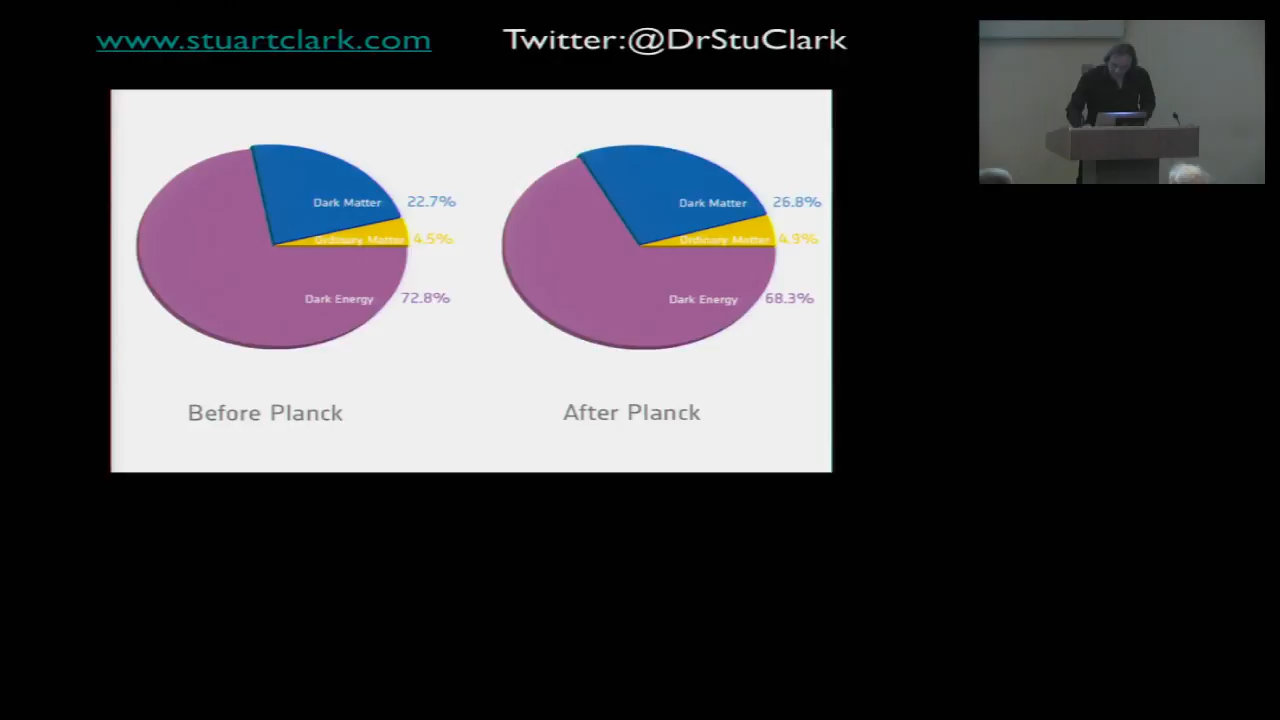 www.stuartclark.com Twitter:@DrStuClark
Dark Matter 22.7%
Ordinary Matter 4.5%
Dark Energy 72.8%
Before Planck
Dark Matter 26.8%
Ordinary Matter 4.9%
Dark Energy 68.3%
After Planck